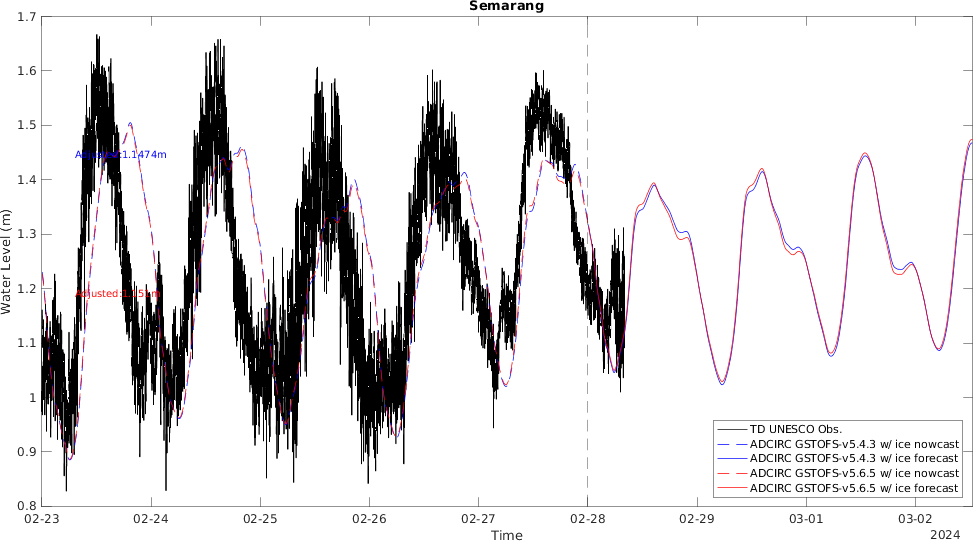 Semarang
1.7
1.6
1.5
1.4
1.3
1.2
1.1
1
0.9
0.8
Water Level (m)
1.1474m
TD UNESCO Obs.
ADCIRC GSTOFS-v5.4.3 w/ ice nowcast
ADCIRC GSTOFS-v5.4.3 w/ ice forecast
ADCIRC GSTOFS-v5.6.5 w/ ice nowcast
ADCIRC GSTOFS-v5.6.5 w/ ice forecast
02-23 02-24 02-25 02-26 02-27 02-28 02-29 03-01 03-02
Time
2024